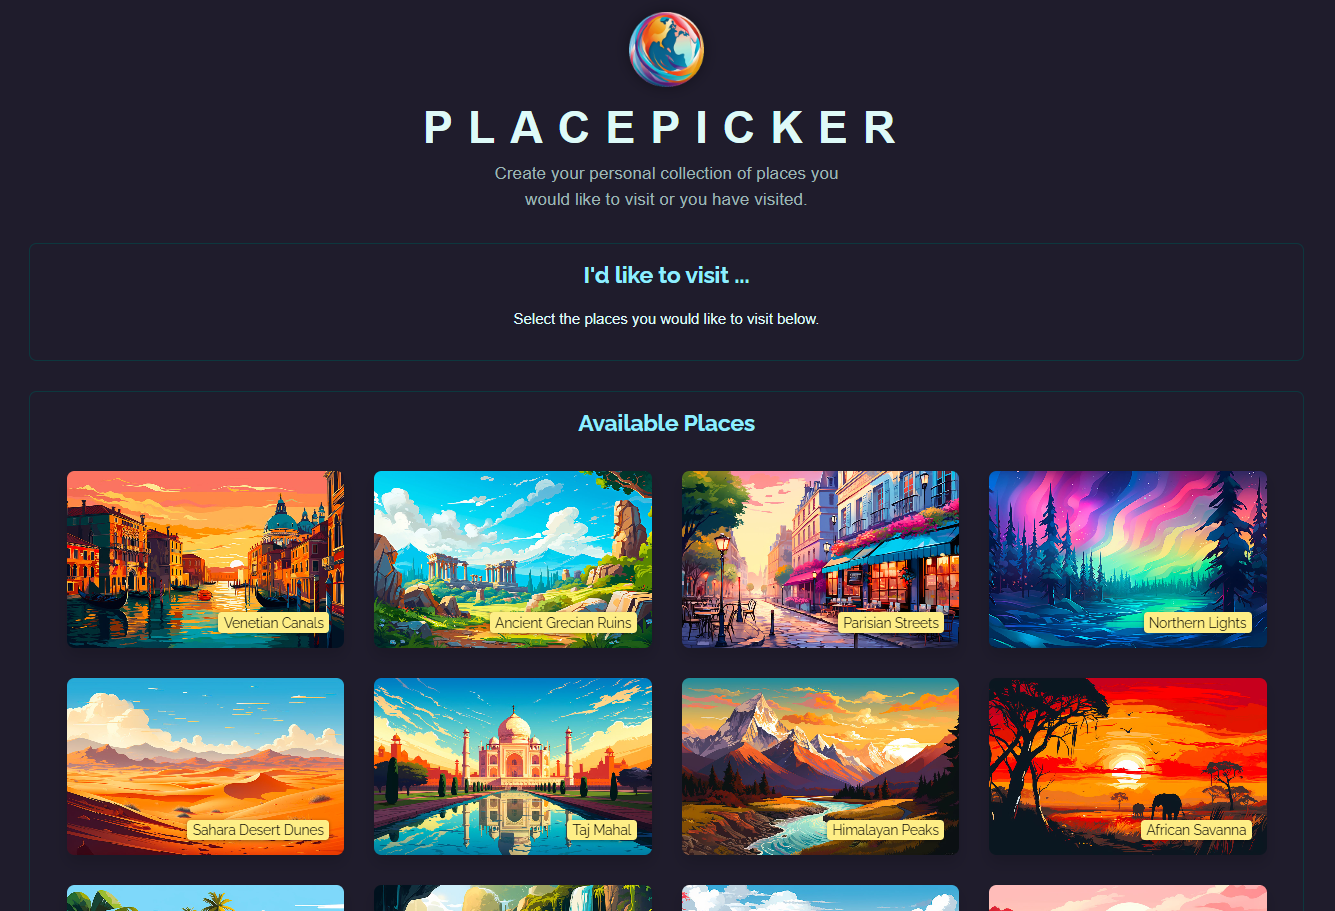 PLACEPICKER
Create your personal collection of places you
would like to visit or you have visited.
I'd like to visit ...
Select the places you would like to visit below.
Available Places
Venetian Canals
Ancient Grecian Ruins
Parisian Streets
Northern Lights
Sahara Desert Dunes
Taj Mahal
Himalayan Peaks
African Savanna